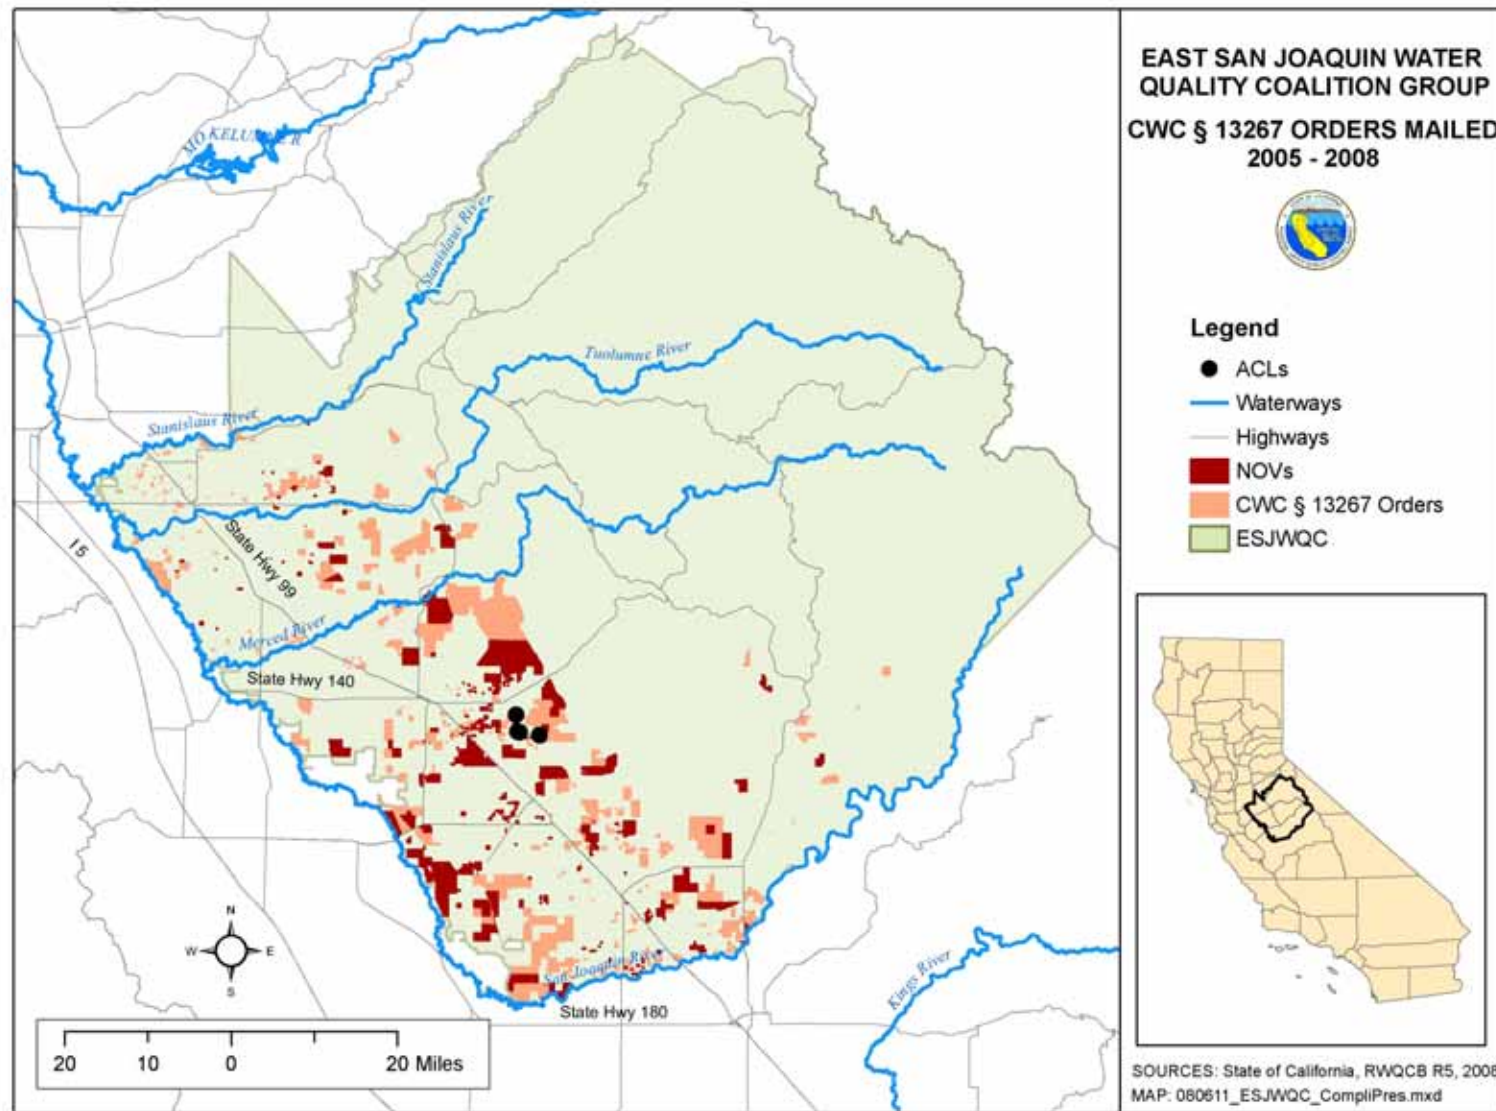 EAST SAN JOAQUIN WATER
QUALITY COALITION GROUP
CWC § 13267 ORDERS MAILED
2005 - 2008
Legend
ACLs
Waterways
Highways
NOVs
CWC § 13267 Orders
ESJWQC
MO KELUMNE R
Stanislaus River
Tuolumne River
Stanislaus River
State Hwy 99
I 5
Merced River
State Hwy 140
San Joaquin River
State Hwy 180
Kings River
N
W
E
S
20 10 0 20 Miles
SOURCES: State of California, RWQCB R5, 2008
MAP: 080611_ESJWQC_CompliPres.mxd